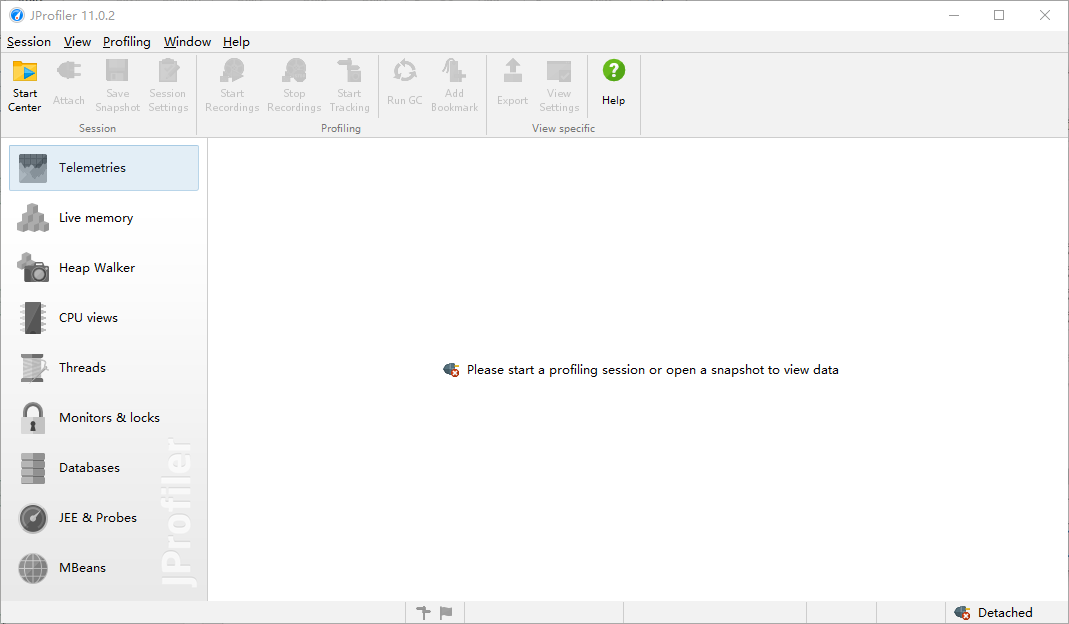 JProfiler 11.0.2
Session View Profiling Window Help
Start Center
Attach
Save Snapshot
Session Settings
Start Recordings
Stop Recordings
Start Tracking
Run GC
Add Bookmark
Export
View Settings
Help
Session
Profiling
View specific
Telemetries
Live memory
Heap Walker
CPU views
Threads
Monitors & locks
Databases
JEE & Probes
MBeans
JProfiler
Please start a profiling session or open a snapshot to view data
Detached